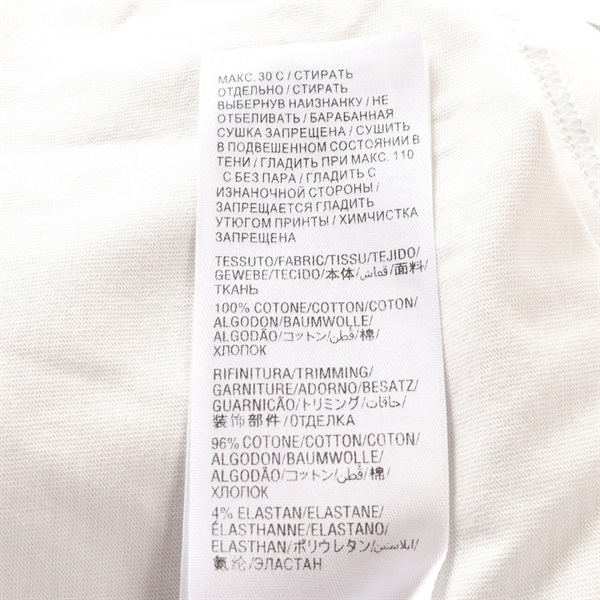 МАКС. 30 С / СТИРАТЬ
ОТДЕЛЬНО / СТИРАТЬ
ВЫВЕРНУВ НАИЗНАНКУ / НЕ
ОТБЕЛИВАТЬ / БАРАБАННАЯ
СУШКА ЗАПРЕЩЕНА / СУШИТЬ
В ПОДВЕШЕННОМ СОСТОЯНИИ В
ТЕНИ / ГЛАДИТЬ ПРИ МАКС. 110
С БЕЗ ПАРА / ГЛАДИТЬ С
ИЗНАНОЧНОЙ СТОРОНЫ /
ЗАПРЕЩАЕТСЯ ГЛАДИТЬ
УТЮГОМ ПРИНТЫ / ХИМЧИСТКА
ЗАПРЕЩЕНА
TESSUTO/FABRIC/TISSU/TEJIDO/
GEWEBE/TECIDO/本体/قماش/面料/
ТКАНЬ
100% COTONE/COTTON/COTON/
ALGODON/BAUMWOLLE/
ALGODÃO/コットン/قُطن/棉/
ХЛОПОК
RIFINITURA/TRIMMING/
GARNITURE/ADORNO/BESATZ/
GUARNIÇÃO/トリミング/حافات/
装饰部件/ОТДЕЛКА
96% COTONE/COTTON/COTON/
ALGODON/BAUMWOLLE/
ALGODÃO/コットン/قُطن/棉/
ХЛОПОК
4% ELASTAN/ELASTANE/
ÉLASTHANNE/ELASTANO/
ELASTHAN/ポリウレタン/ايلاستين/
氨纶/ЭЛАСТАН